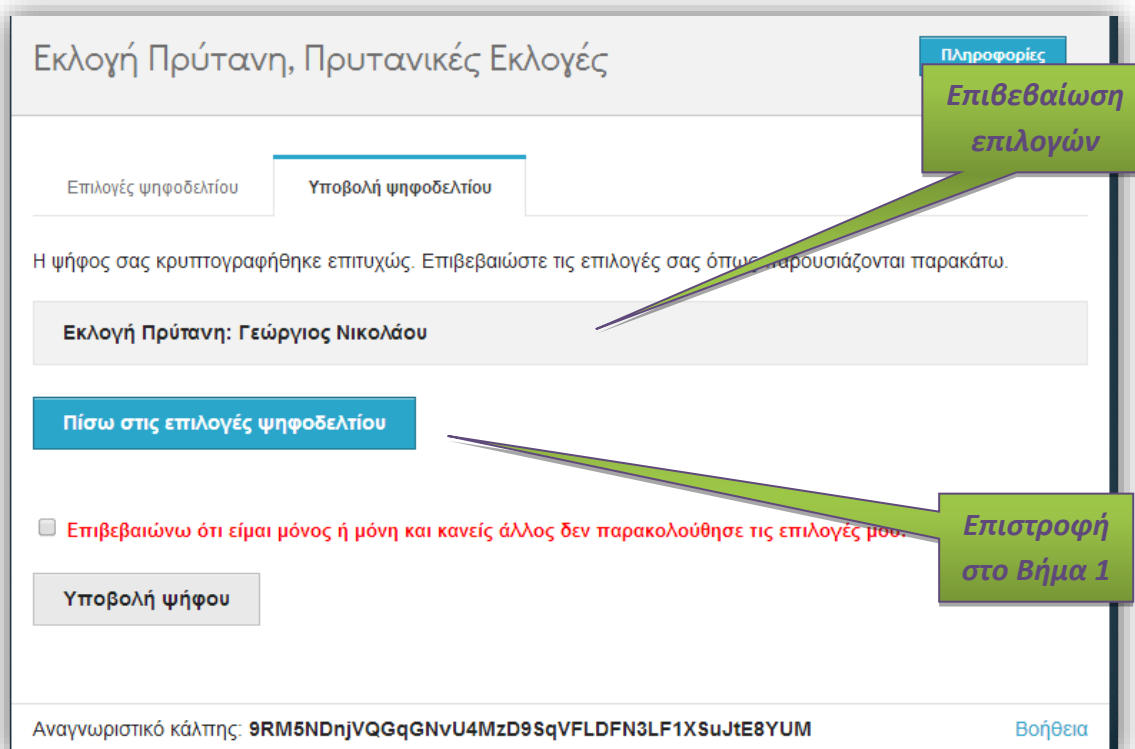 Εκλογή Πρύτανη, Πρυτανικές Εκλογές
Πληροφορίες
Επιβεβαίωση
επιλογών
Επιλογές ψηφοδελτίου
Υποβολή ψηφοδελτίου
Η ψήφος σας κρυπτογραφήθηκε επιτυχώς. Επιβεβαιώστε τις επιλογές σας όπως παρουσιάζονται παρακάτω.
Εκλογή Πρύτανη: Γεώργιος Νικολάου
Πίσω στις επιλογές ψηφοδελτίου
Επιβεβαιώνω ότι είμαι μόνος ή μόνη και κανείς άλλος δεν παρακολούθησε τις επιλογές μου.
Επιστροφή
στο Βήμα 1
Υποβολή ψήφου
Αναγνωριστικό κάλπης: 9RM5NDnjVQGqGNvU4MzD9SqVFLDFN3LF1XSuJtE8YUM
Βοήθεια